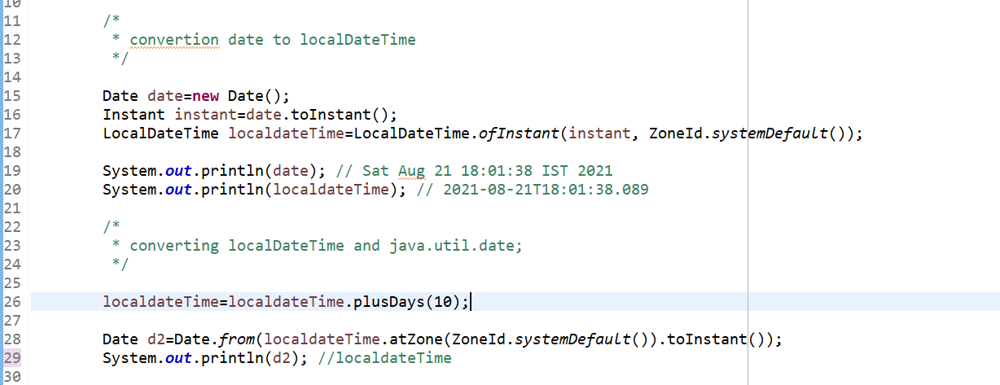 10
11 /*
12 * convertion date to localDateTime
13 */
14
15 Date date=new Date();
16 Instant instant=date.toInstant();
17 LocalDateTime localdateTime=LocalDateTime.ofInstant(instant, ZoneId.systemDefault());
18
19 System.out.println(date); // Sat Aug 21 18:01:38 IST 2021
20 System.out.println(localdateTime); // 2021-08-21T18:01:38.089
21
22 /*
23 * converting localDateTime and java.util.date;
24 */
25
26 localdateTime=localdateTime.plusDays(10);
27
28 Date d2=Date.from(localdateTime.atZone(ZoneId.systemDefault()).toInstant());
29 System.out.println(d2); //localdateTime
30